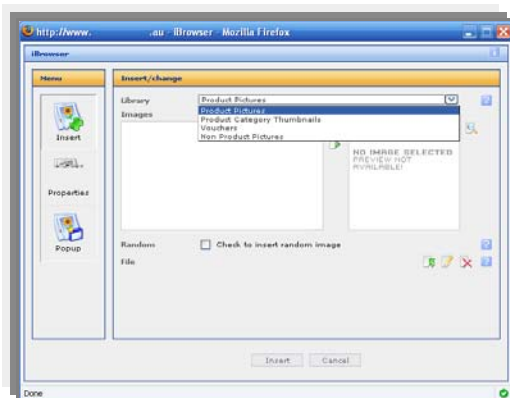 http://www. .au - iBrowser - Mozilla Firefox
iBrowser
Menu
Insert/change
Library
Product Pictures
Product Pictures
Product Category Thumbnails
Vouchers
Non Product Pictures
Images
Insert
NO IMAGE SELECTED
PREVIEW NOT
AVAILABLE!
Properties
Popup
Random
Check to insert random image
File
Insert
Cancel
Done